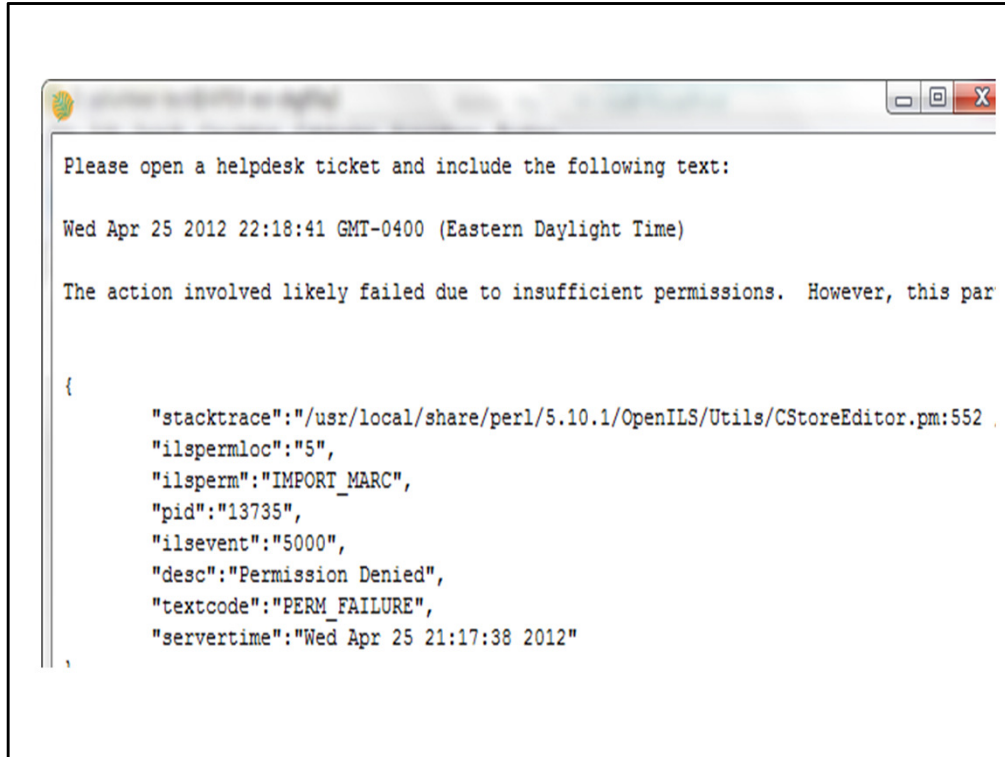 Please open a helpdesk ticket and include the following text:
Wed Apr 25 2012 22:18:41 GMT-0400 (Eastern Daylight Time)
The action involved likely failed due to insufficient permissions.  However, this par
{
"stacktrace":"/usr/local/share/perl/5.10.1/OpenILS/Utils/CStoreEditor.pm:552
"ilspermloc":"5",
"ilsperm":"IMPORT_MARC",
"pid":"13735",
"ilsevent":"5000",
"desc":"Permission Denied",
"textcode":"PERM_FAILURE",
"servertime":"Wed Apr 25 21:17:38 2012"